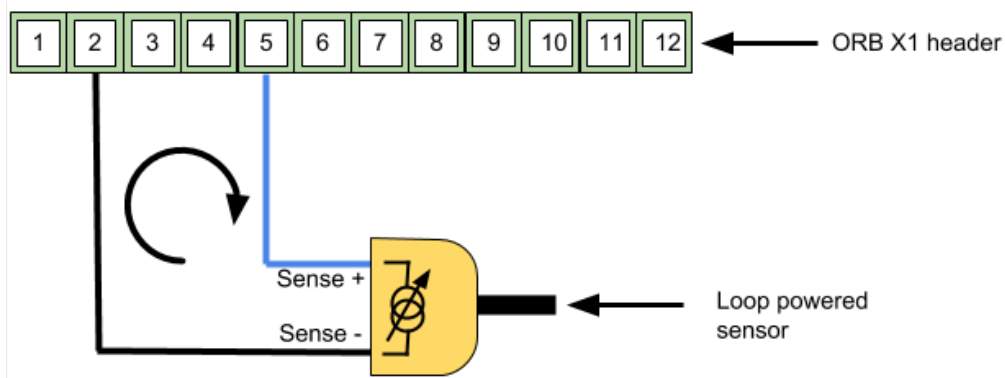 1 2 3 4 5 6 7 8 9 10 11 12
ORB X1 header
Sense +
Sense -
Loop powered
sensor